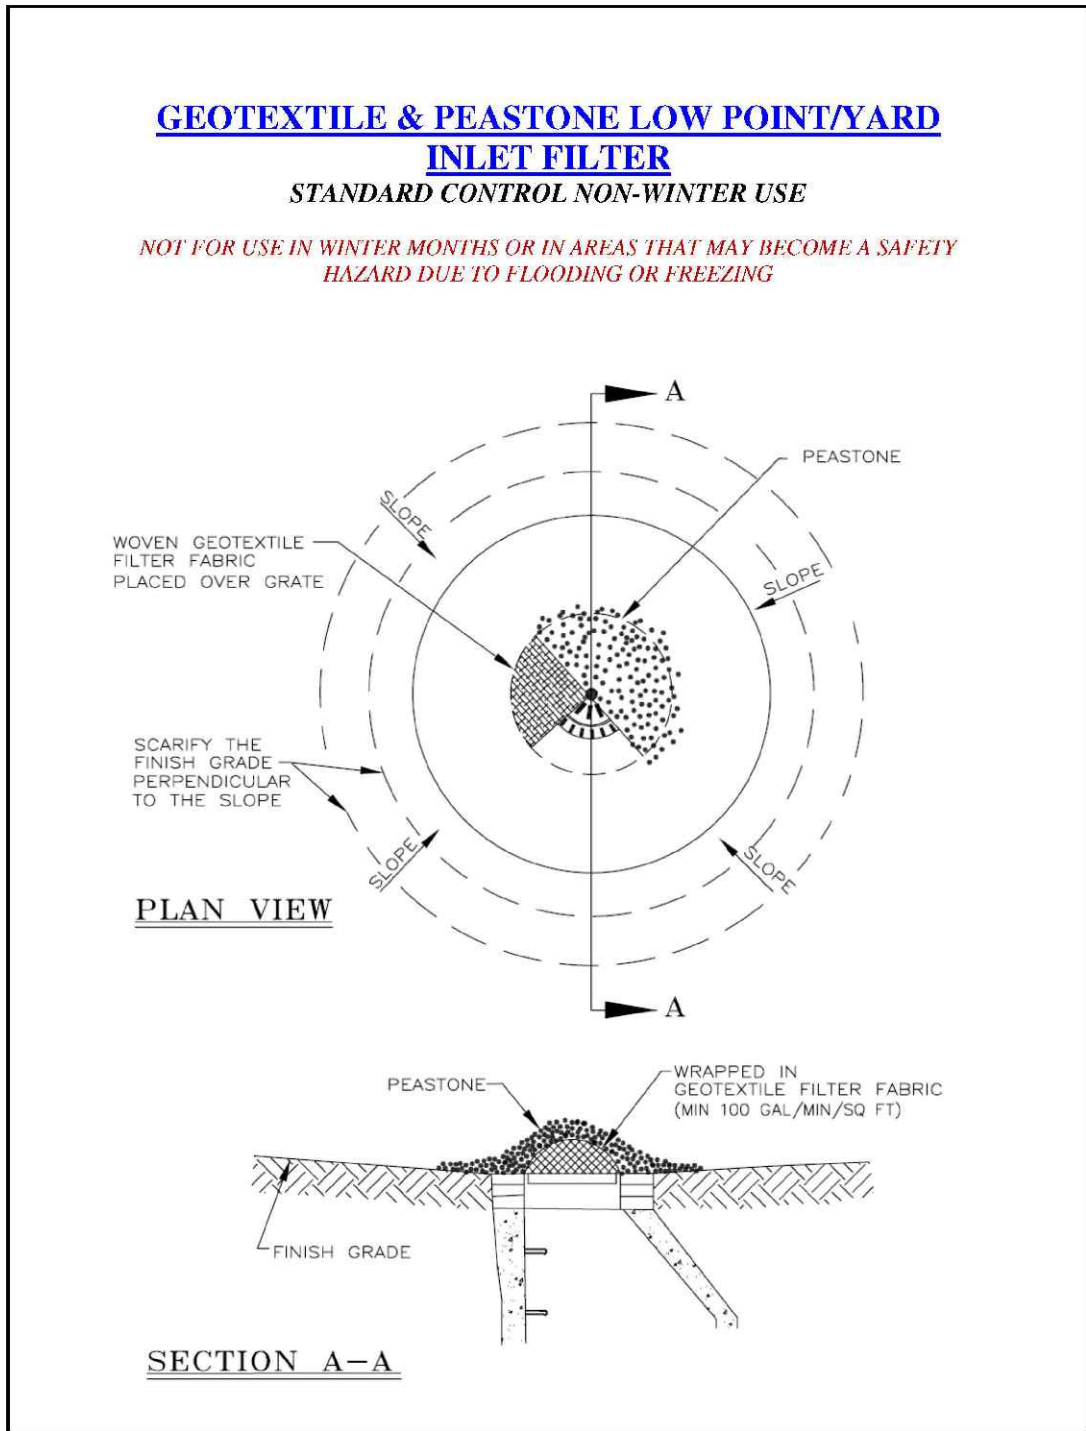 GEOTEXTILE & PEASTONE LOW POINT/YARD
INLET FILTER
STANDARD CONTROL NON-WINTER USE
NOT FOR USE IN WINTER MONTHS OR IN AREAS THAT MAY BECOME A SAFETY
HAZARD DUE TO FLOODING OR FREEZING
A
PEASTONE
SLOPE
WOVEN GEOTEXTILE
FILTER FABRIC
PLACED OVER GRATE
SLOPE
SCARIFY THE
FINISH GRADE
PERPENDICULAR
TO THE SLOPE
SLOPE
SLOPE
PLAN VIEW
A
PEASTONE
WRAPPED IN
GEOTEXTILE FILTER FABRIC
(MIN 100 GAL/MIN/SQ FT)
FINISH GRADE
SECTION A-A